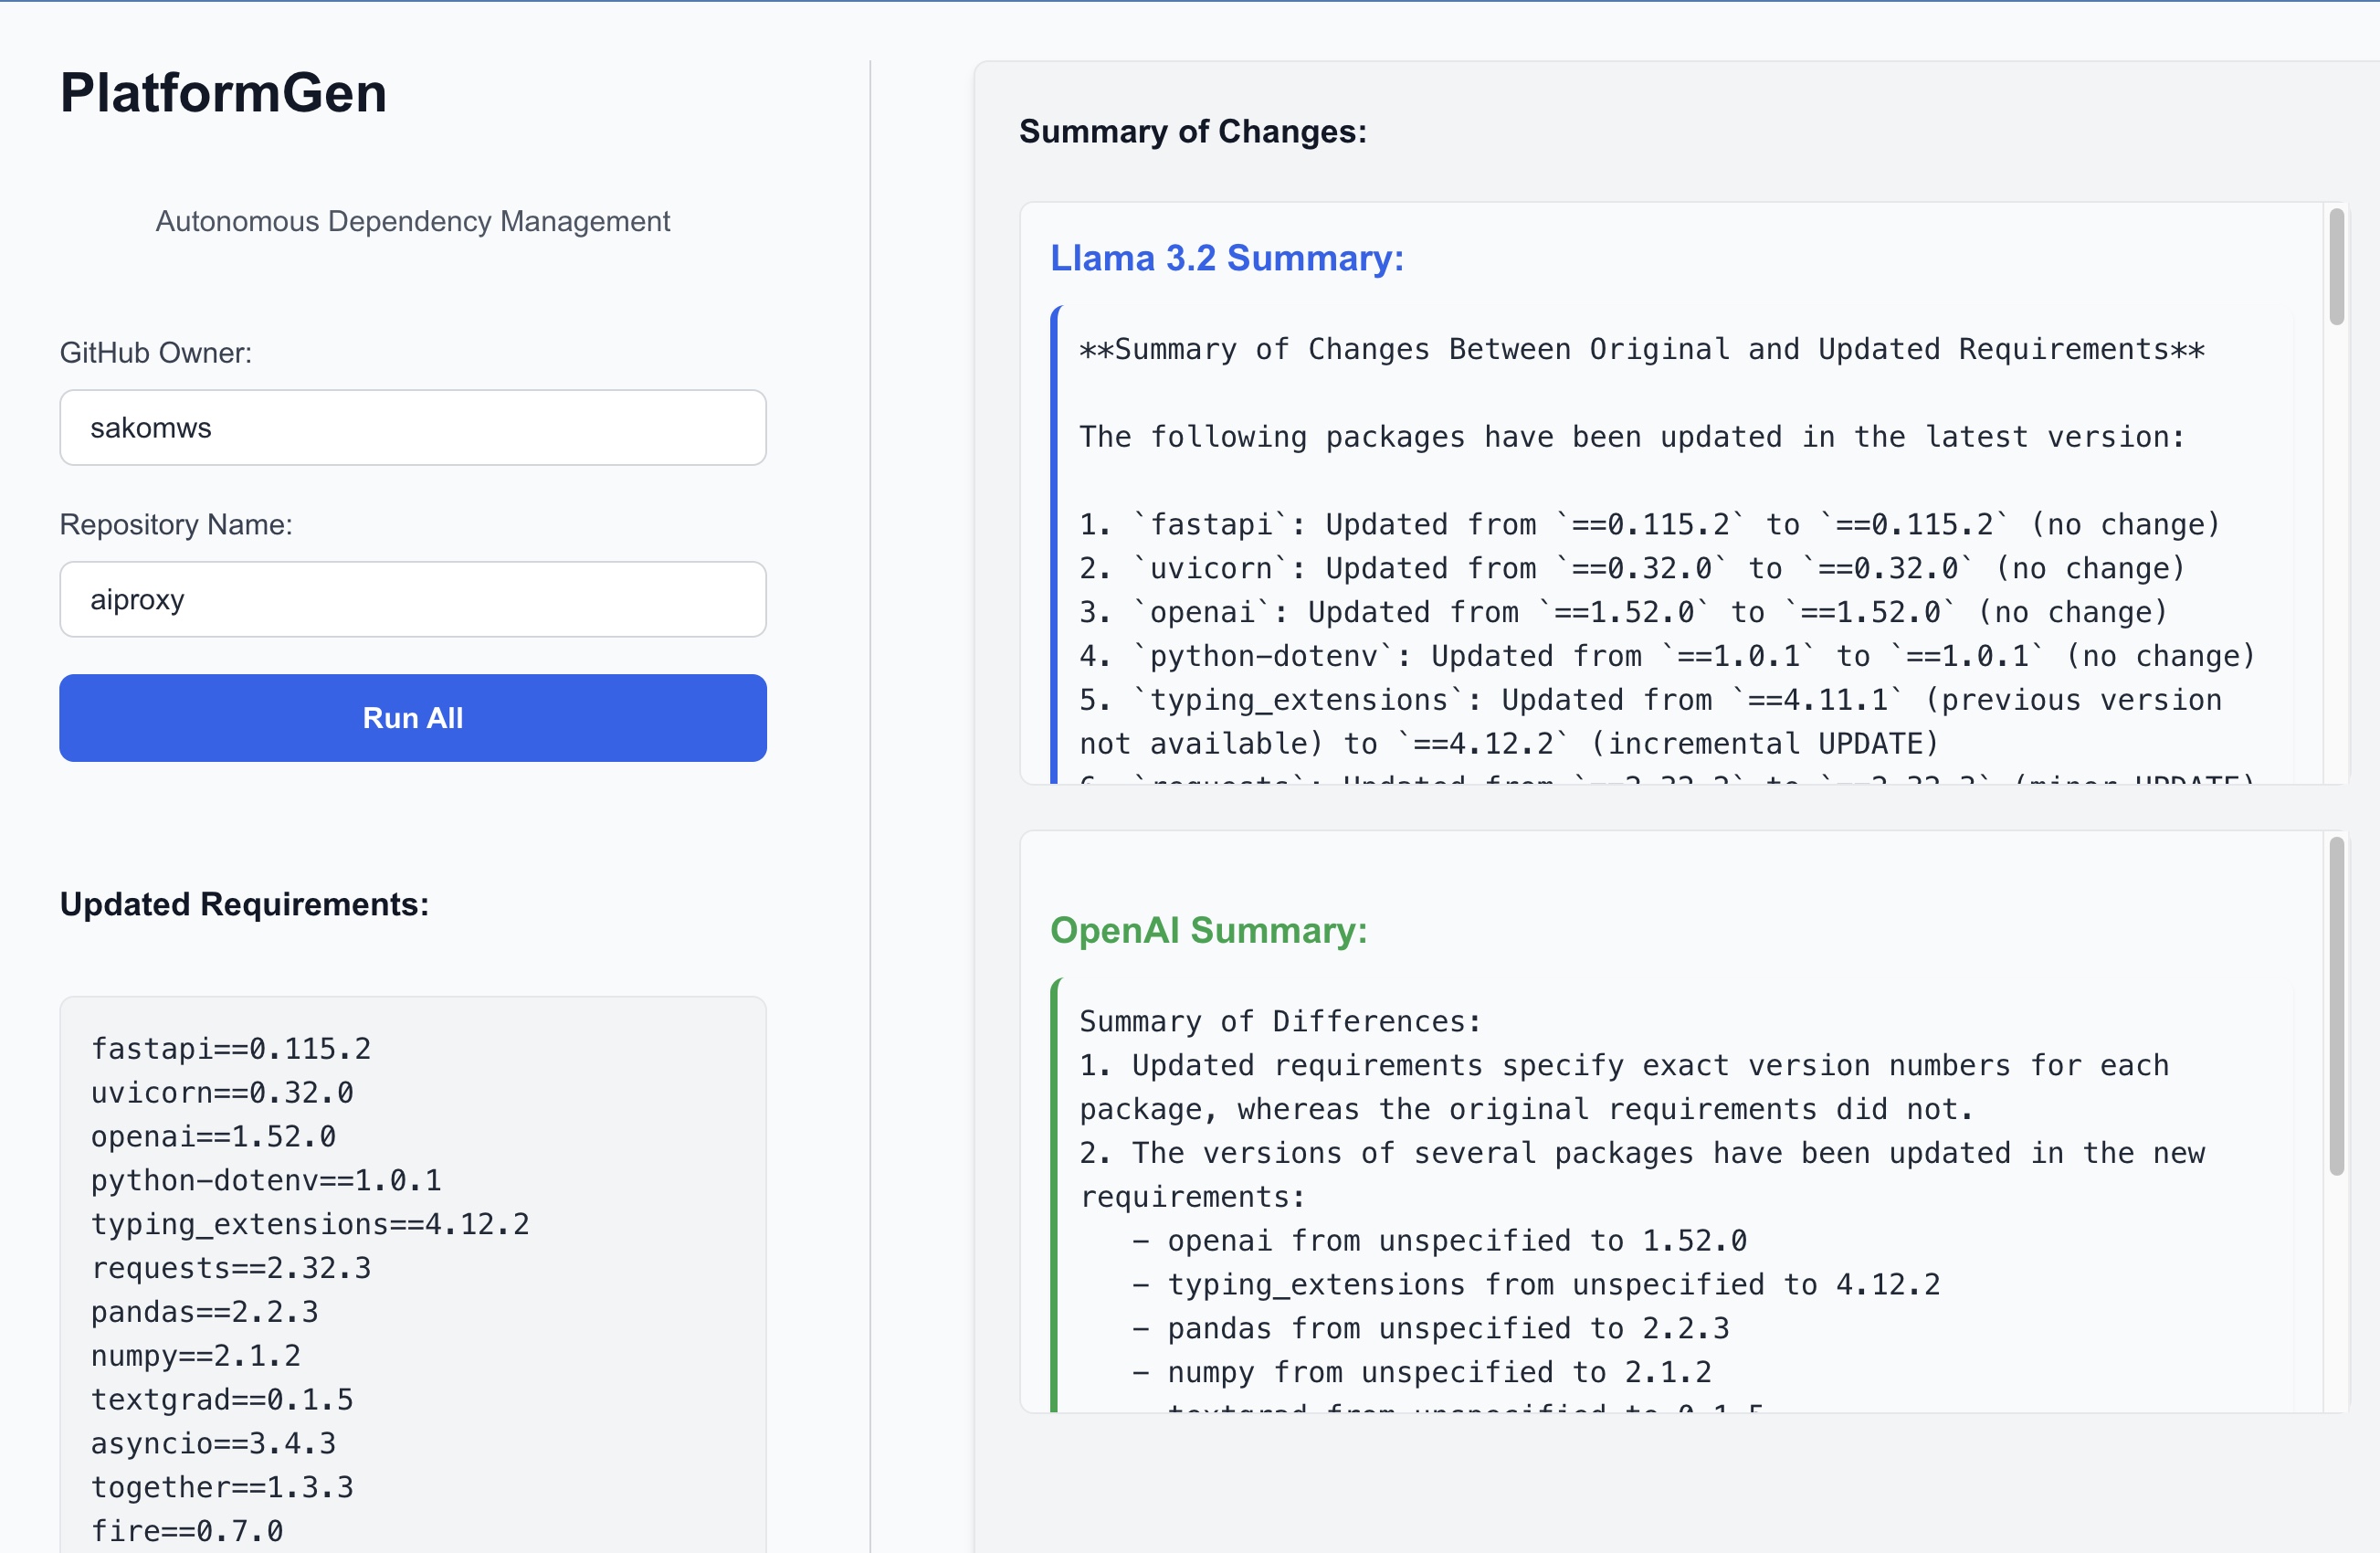 PlatformGen
Autonomous Dependency Management
GitHub Owner:
sakomws
Repository Name:
aiproxy
Run All
Updated Requirements:
fastapi==0.115.2
uvicorn==0.32.0
openai==1.52.0
python-dotenv==1.0.1
typing_extensions==4.12.2
requests==2.32.3
pandas==2.2.3
numpy==2.1.2
textgrad==0.1.5
asyncio==3.4.3
together==1.3.3
fire==0.7.0
Summary of Changes:
Llama 3.2 Summary:
**Summary of Changes Between Original and Updated Requirements**
The following packages have been updated in the latest version:
1. `fastapi`: Updated from `==0.115.2` to `==0.115.2` (no change)
2. `uvicorn`: Updated from `==0.32.0` to `==0.32.0` (no change)
3. `openai`: Updated from `==1.52.0` to `==1.52.0` (no change)
4. `python-dotenv`: Updated from `==1.0.1` to `==1.0.1` (no change)
5. `typing_extensions`: Updated from `==4.11.1` (previous version
not available) to `==4.12.2` (incremental UPDATE)
OpenAI Summary:
Summary of Differences:
1. Updated requirements specify exact version numbers for each
package, whereas the original requirements did not.
2. The versions of several packages have been updated in the new
requirements:
- openai from unspecified to 1.52.0
- typing_extensions from unspecified to 4.12.2
- pandas from unspecified to 2.2.3
- numpy from unspecified to 2.1.2
textgrad from unspecified to 0.1.5